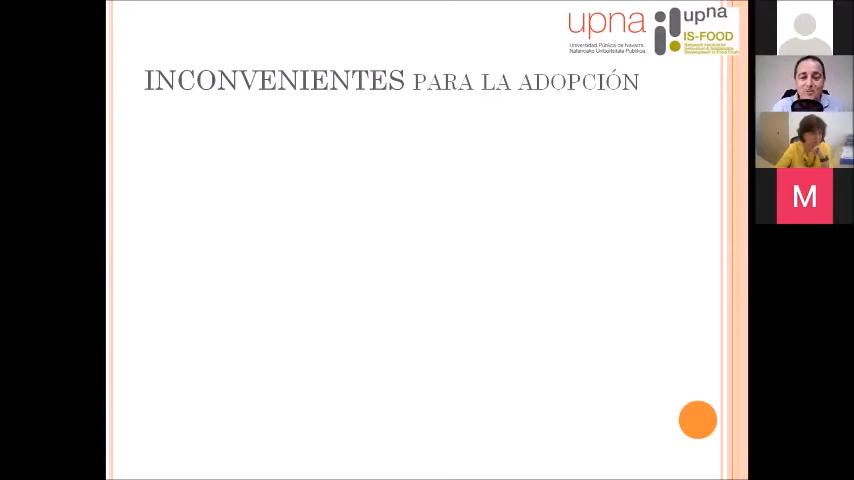 upna
Universidad Pública de Navarra
Nafarroako Unibertsitate Publikoa
upna
IS-FOOD
INCONVENIENTES PARA LA ADOPCIÓN
M